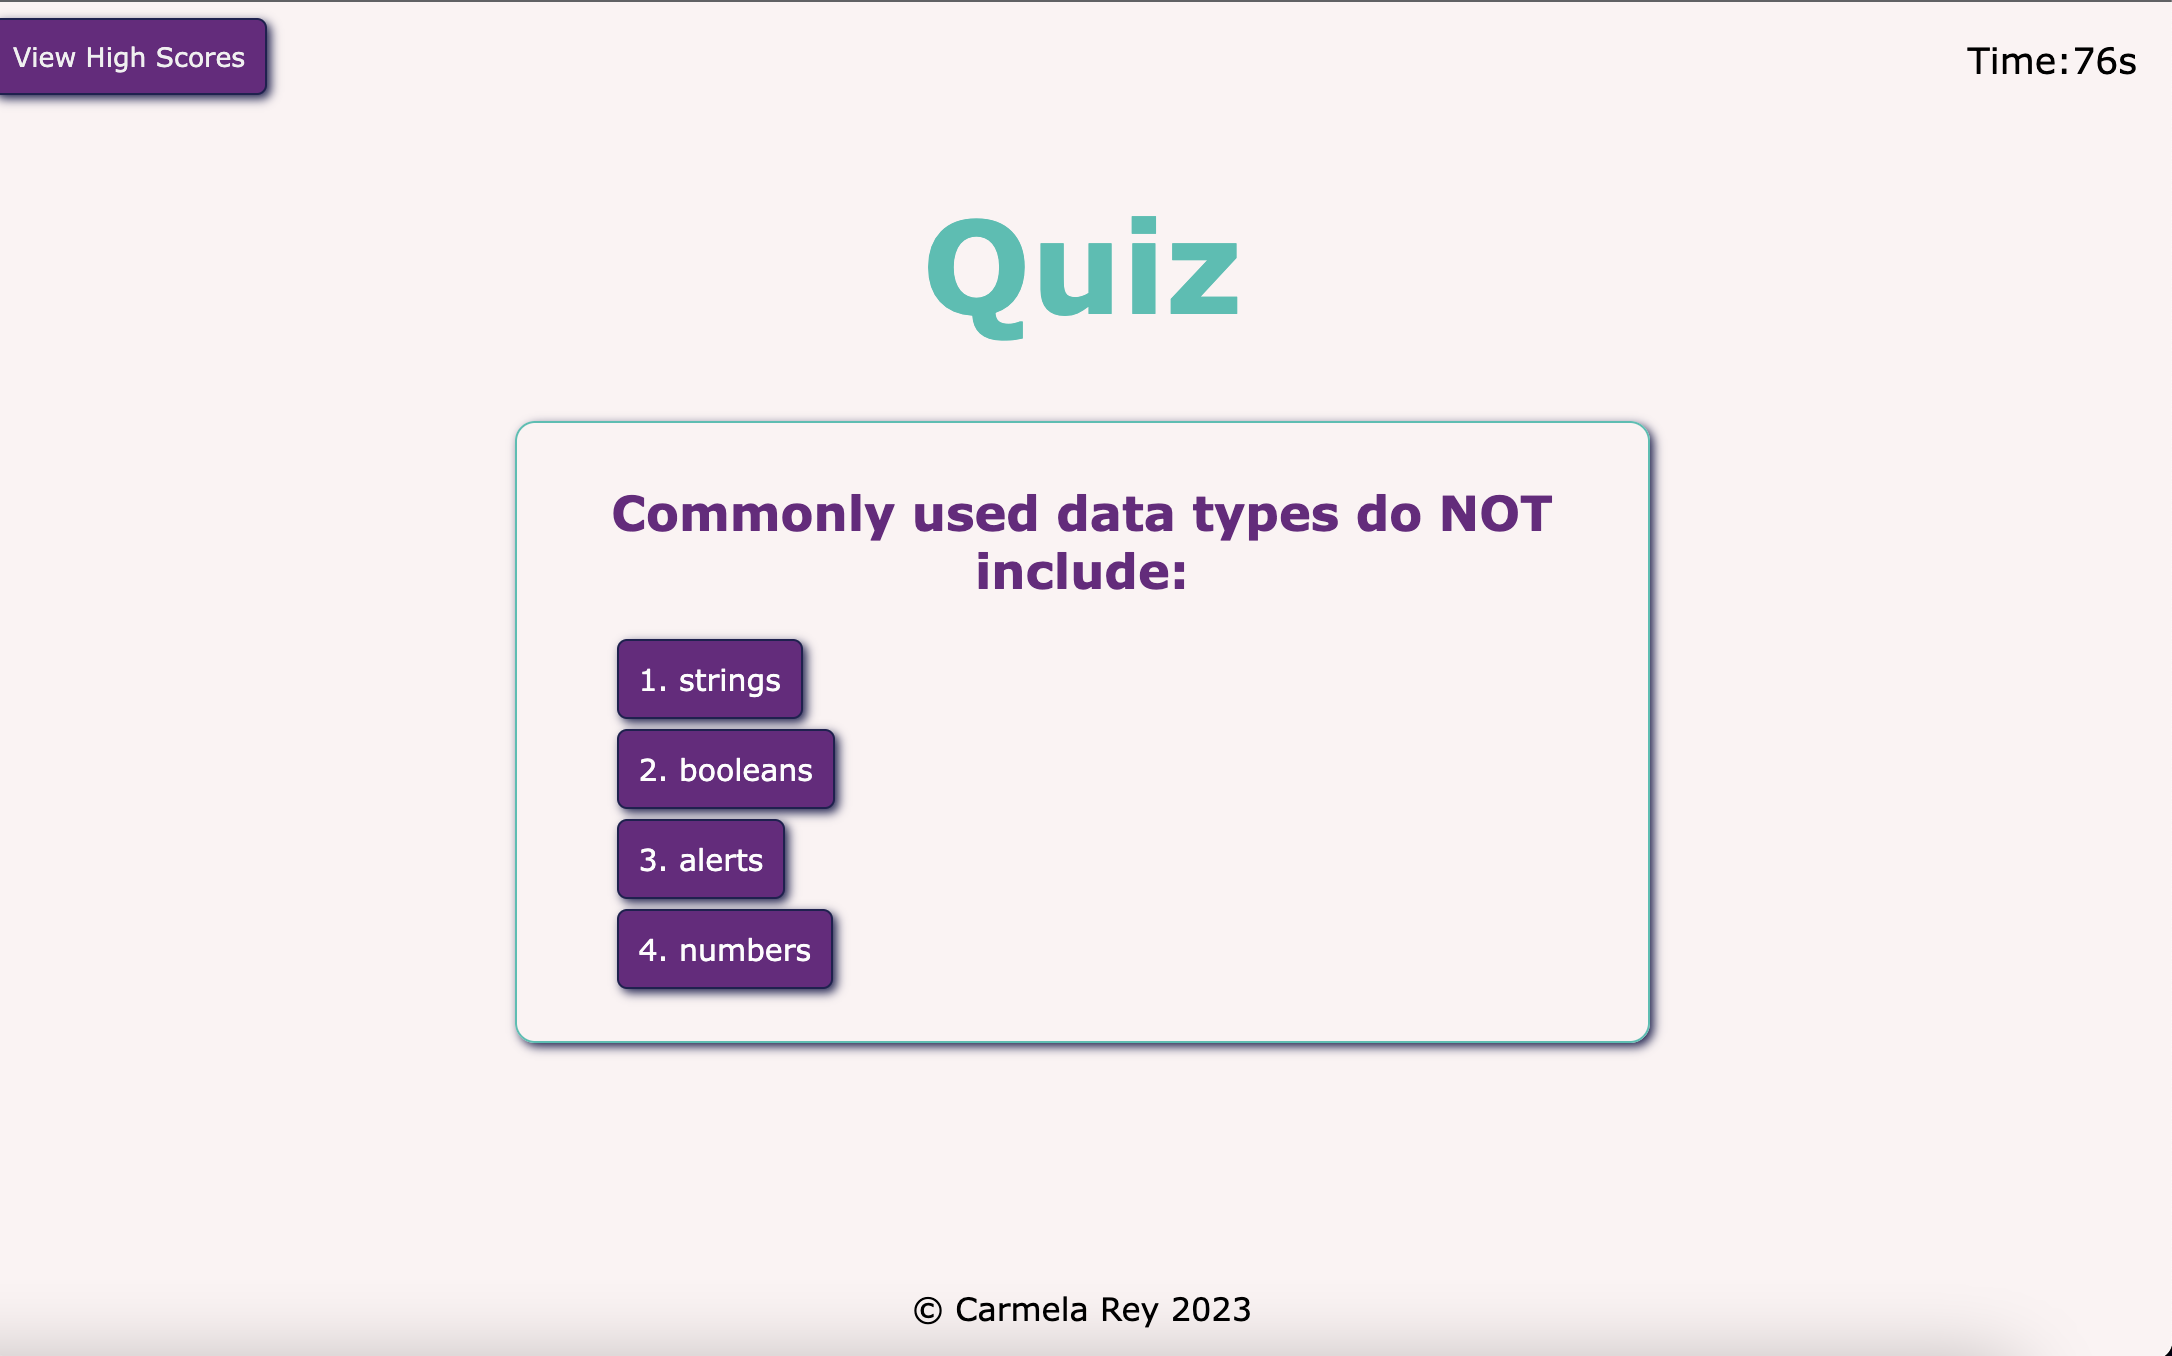 View High Scores
Time:76s
Quiz
Commonly used data types do NOT
include:
1. strings
2. booleans
3. alerts
4. numbers
© Carmela Rey 2023